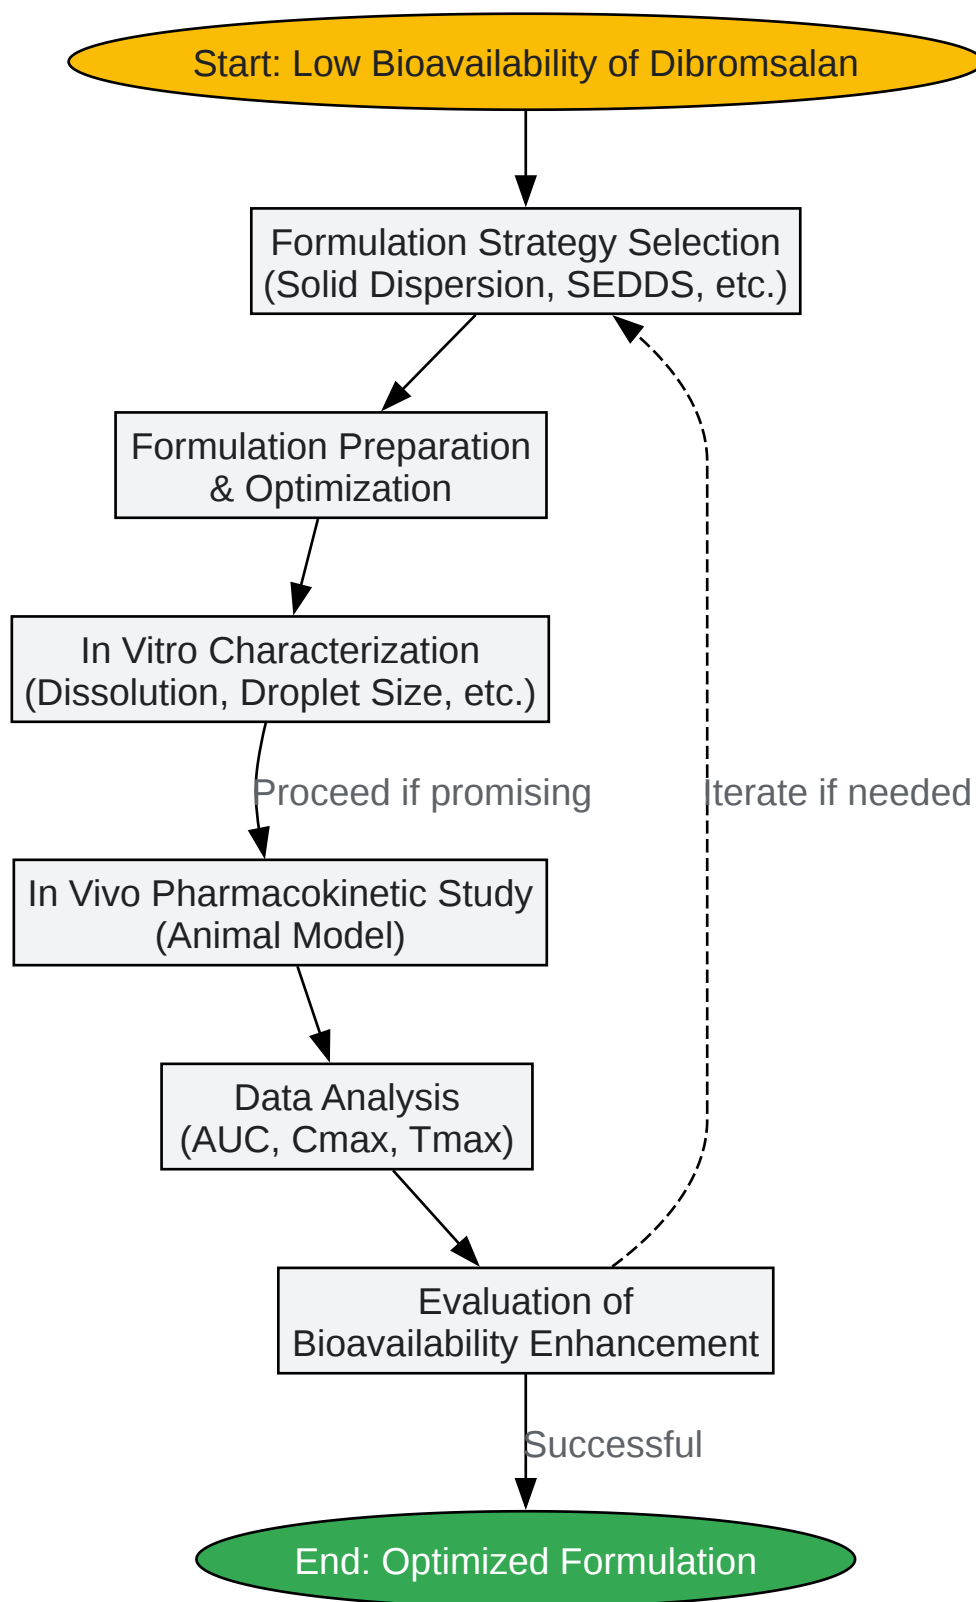 Start: Low Bioavailability of Dibromsalan
Formulation Strategy Selection
(Solid Dispersion, SEDDS, etc.)
Formulation Preparation
& Optimization
In Vitro Characterization
(Dissolution, Droplet Size, etc.)
Proceed if promising
Iterate if needed
In Vivo Pharmacokinetic Study
(Animal Model)
Data Analysis
(AUC, Cmax, Tmax)
Evaluation of
Bioavailability Enhancement
Successful
End: Optimized Formulation